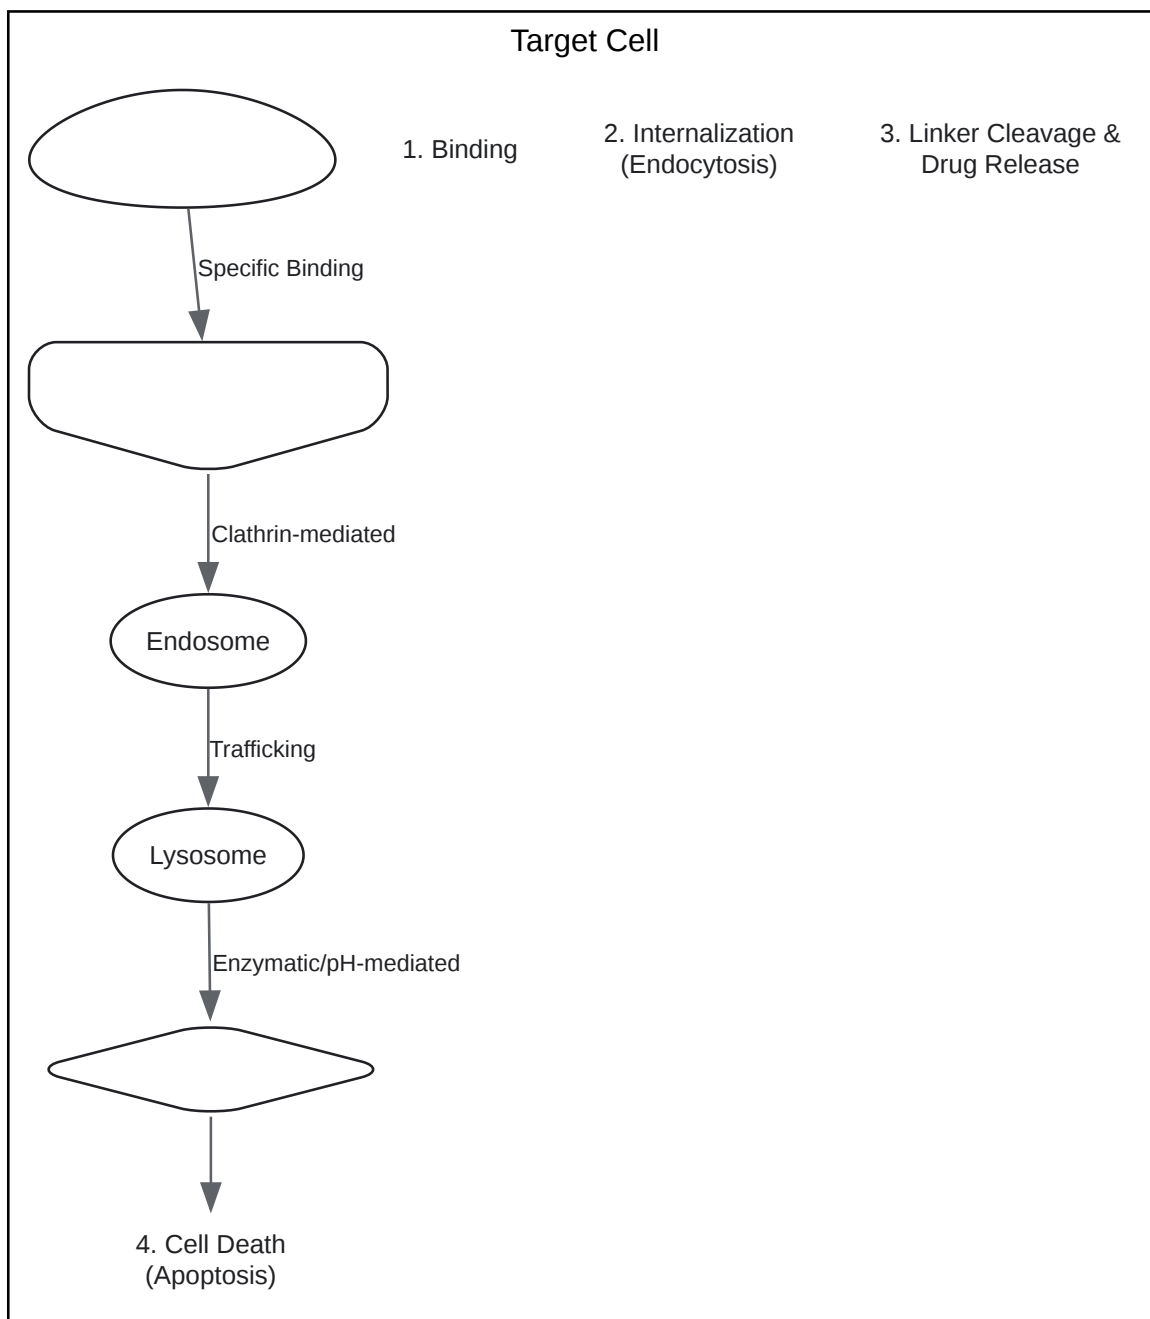 Target Cell
1. Binding
2. Internalization
(Endocytosis)
3. Linker Cleavage &
Drug Release
Specific Binding
Clathrin-mediated
Endosome
Trafficking
Lysosome
Enzymatic/pH-mediated
4. Cell Death
(Apoptosis)